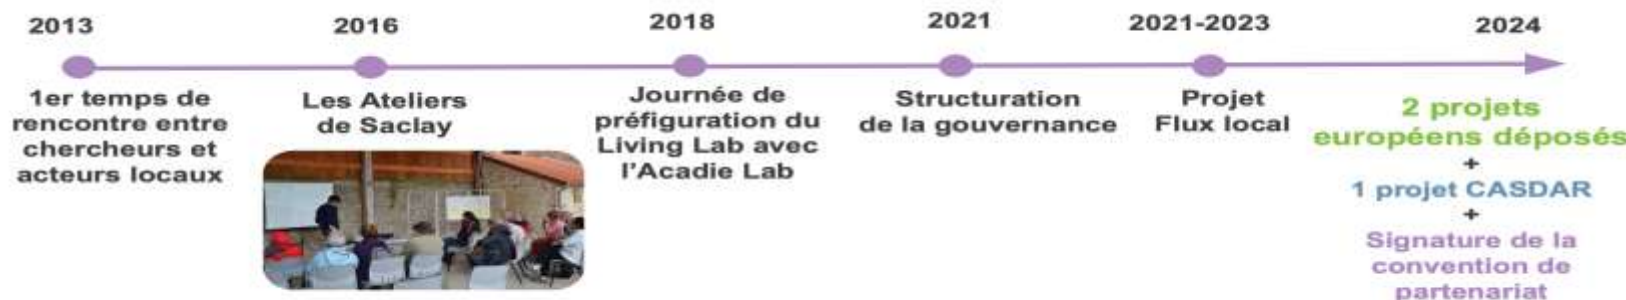 2013
1er temps de
rencontre entre
chercheurs et
acteurs locaux
2016
Les Ateliers
de Saclay
2018
Journée de
préfiguration du
Living Lab avec
l'Acadie Lab
2021
Structuration
de la gouvernance
2021-2023
Projet
Flux local
2024
2 projets
européens déposés
+
1 projet CASDAR
+
Signature de la
convention de
partenariat